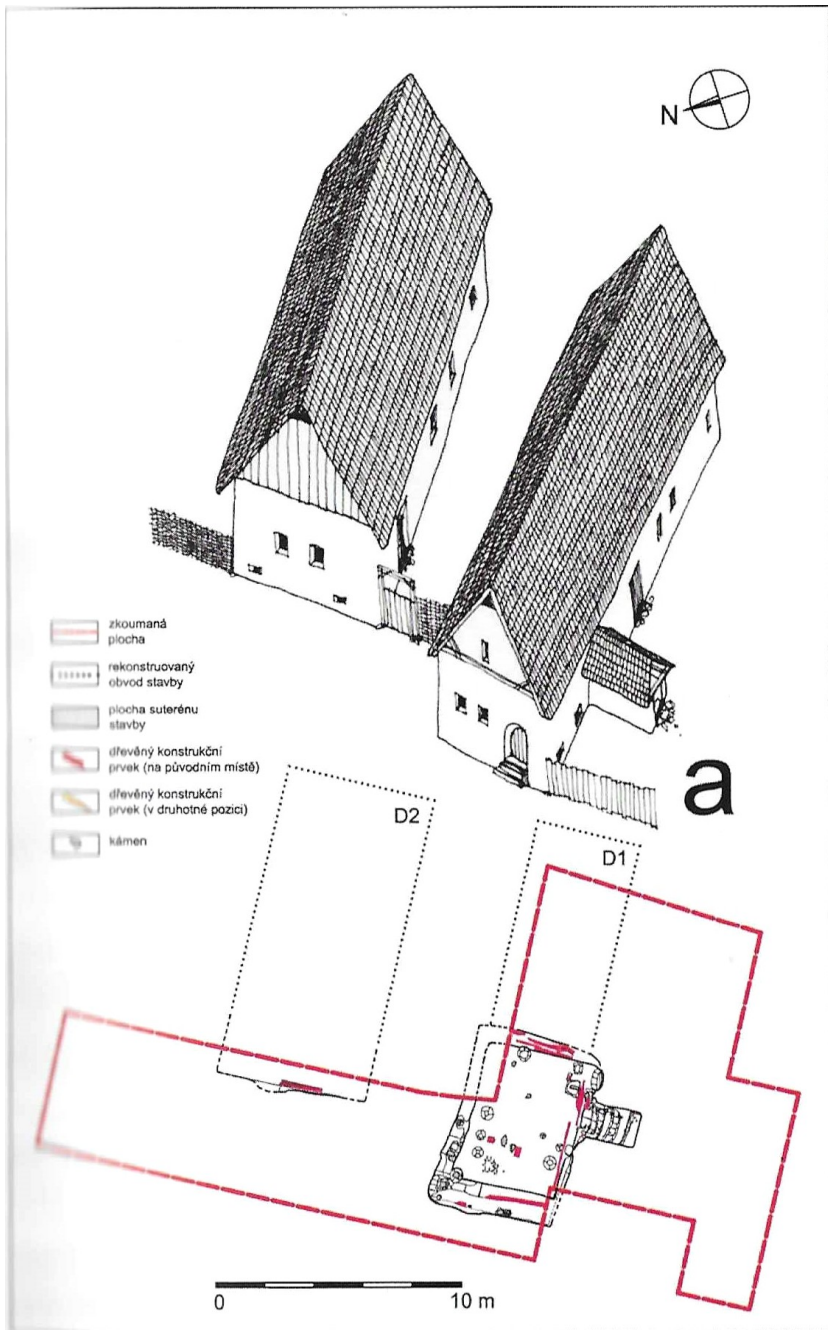 N
zkoumaná
plocha
rekonstruovaný
obvod stavby
plocha suterénu
stavby
dřevěný konstrukční
prvek (na původním místě)
dřevěný konstrukční
prvek (v druhotné pozici)
kámen
a
D2
D1
0
10 m